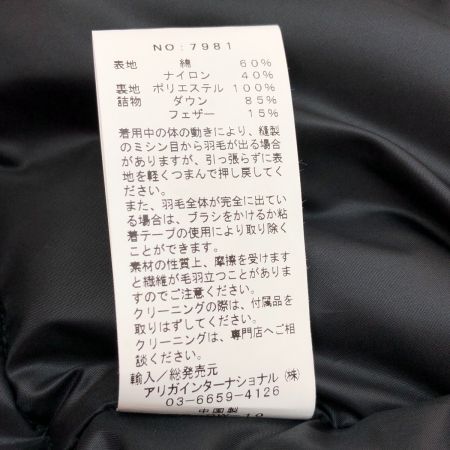 NO：7981
表地　綿　60%
ナイロン　40%
裏地　ポリエステル　100%
詰物　ダウン　85%
フェザー　15%
着用中の体の動きにより、縫製
のミシン目から羽毛が出る場合
がありますが、引っ張らずに表
地を軽くつまんで押し戻してく
ださい。
また、羽毛全体が完全に出てい
る場合は、ブラシをかけるか粘
着テープの使用により取り除く
ことができます。
素材の性質上、摩擦を受けます
と繊維が毛羽立つことがありま
すのでご注意ください。
クリーニングの際は、付属品を
取りはずしてください。
クリーニングは、専門店へご相
談ください。
輸入／総発売元
アリガインターナショナル（株）
03-6659-4126
中国製